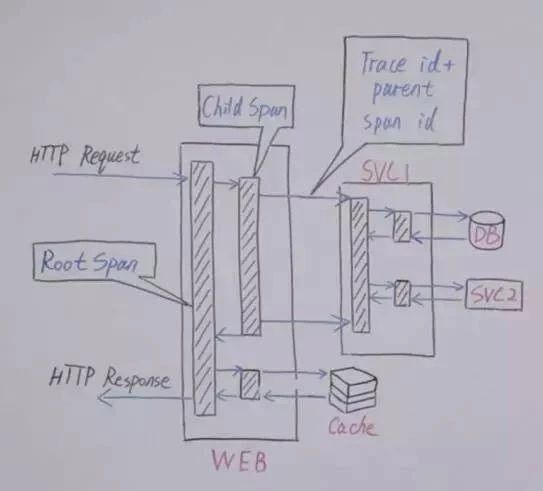 Trace id+
parent
span id
Child Span
HTTP Request
SVC1
DB
Root Span
SVC2
HTTP Response
Cache
WEB